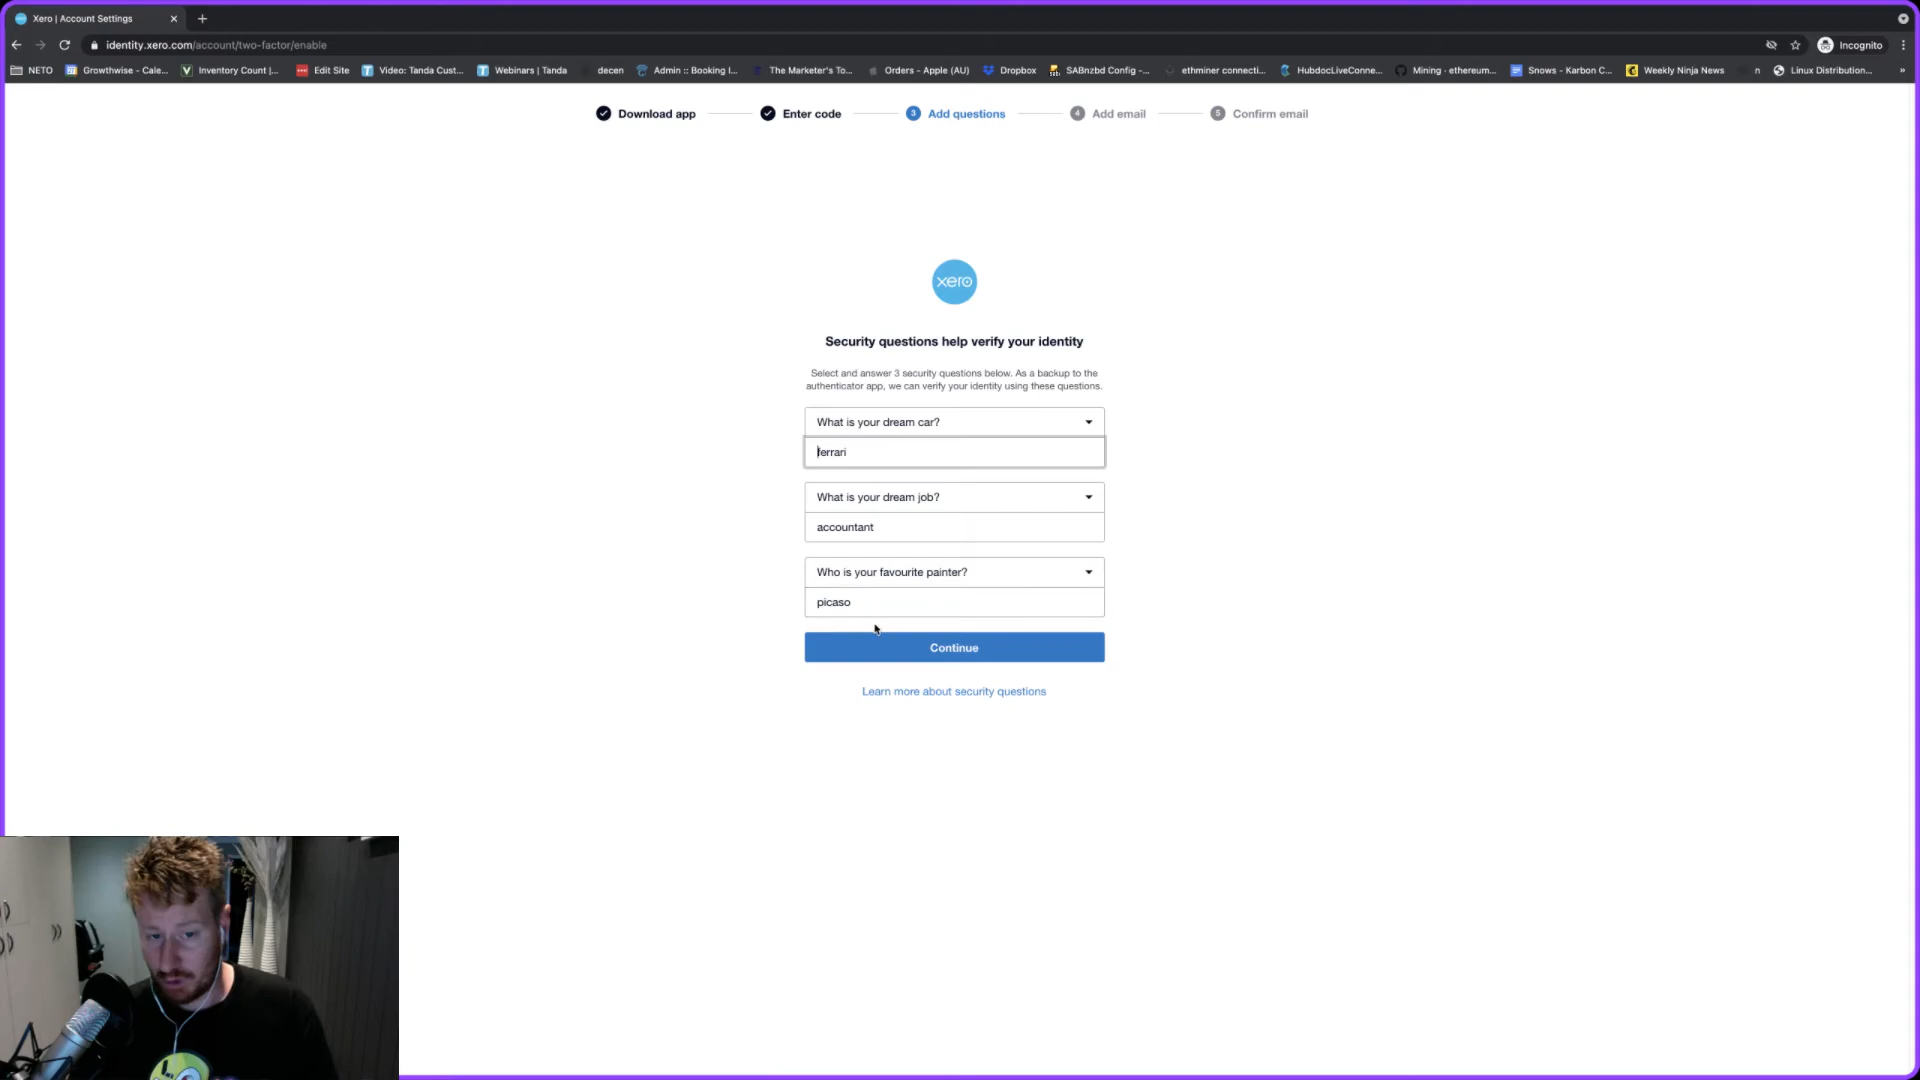 Xero | Account Settings
identity.xero.com/account/two-factor/enable
Incognito
NETO
Growthwise - Cale...
Inventory Count |...
Edit Site
Video: Tanda Cust...
Webinars | Tanda
decen
Admin :: Booking I...
The Marketer's To...
Orders - Apple (AU)
Dropbox
SABnzbd Config -...
ethminer connecti...
HubdocLiveConne...
Mining · ethereum...
Snows - Karbon C...
Weekly Ninja News
n
Linux Distribution...
»
Download app
Enter code
3 Add questions
4 Add email
5 Confirm email
xero
Security questions help verify your identity
Select and answer 3 security questions below. As a backup to the
authenticator app, we can verify your identity using these questions.
What is your dream car?
ferrari
What is your dream job?
accountant
Who is your favourite painter?
picaso
Continue
Learn more about security questions